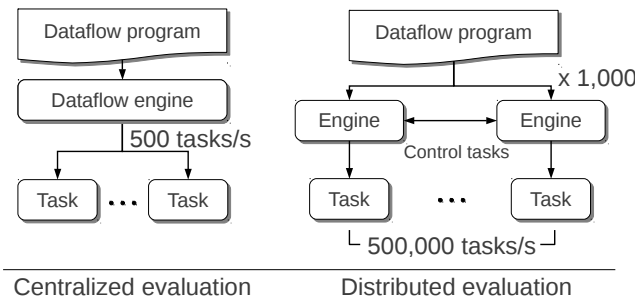 Dataflow program
Dataflow engine
500 tasks/s
Task
Task
Centralized evaluation
Dataflow program
x 1,000
Engine
Engine
Control tasks
Task
Task
500,000 tasks/s
Distributed evaluation